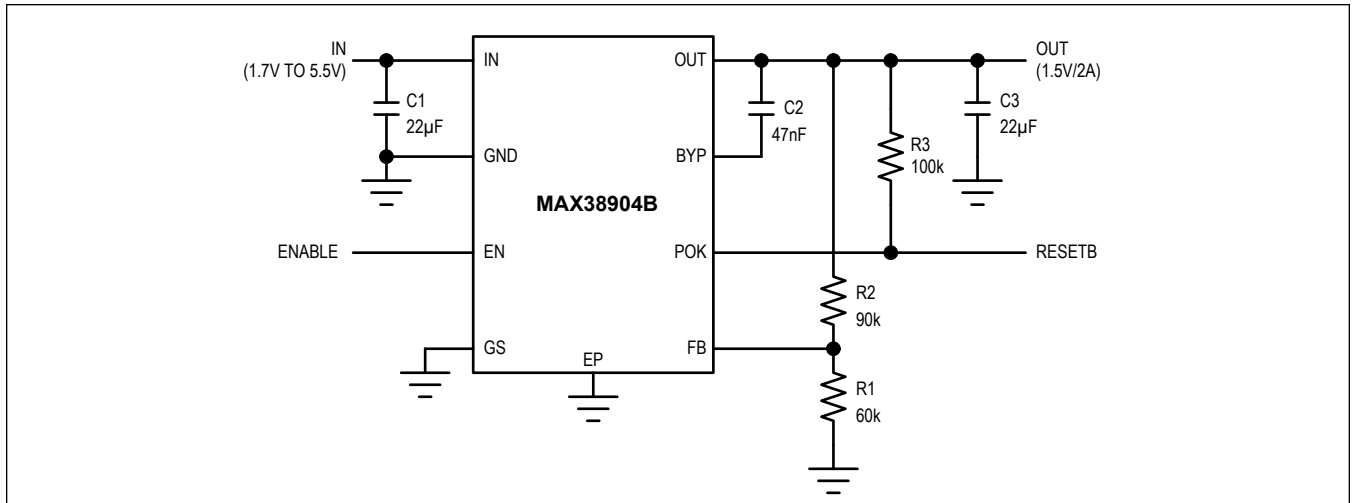 IN
(1.7V TO 5.5V)
IN
OUT
OUT
(1.5V/2A)
C1
22µF
C2
47nF
C3
22µF
R3
100k
GND
BYP
MAX38904B
ENABLE
EN
POK
RESETB
R2
90k
GS
EP
FB
R1
60k